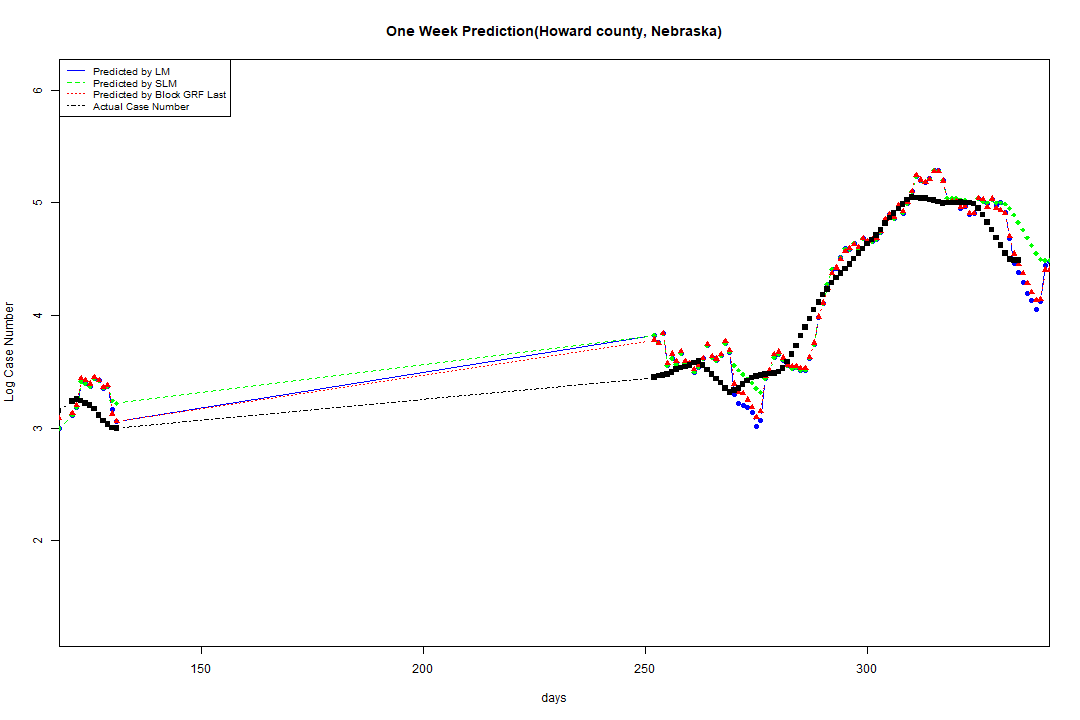 One Week Prediction(Howard county, Nebraska)
Predicted by LM
Predicted by SLM
Predicted by Block GRF Last
Actual Case Number
6
5
4
3
2
Log Case Number
150
200
250
300
days